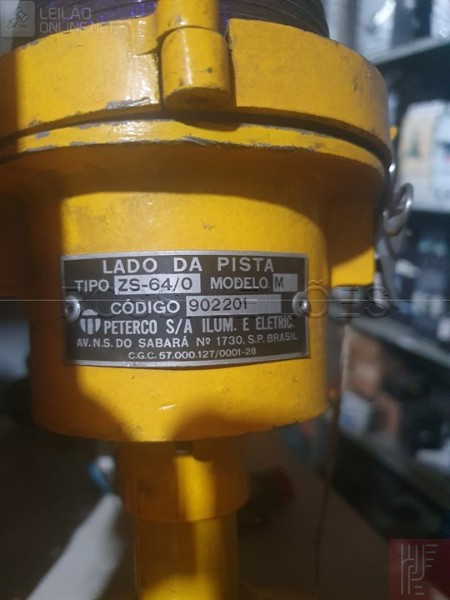 LEILÃO
ONLINE.NET
LADO DA PISTA
TIPO ZS-64/0 MODELO M
CÓDIGO 902201
PETERCO S/A ILUM. E ELETRIC.
AV. N.S. DO SABARÁ Nº 1730, S.P. BRASIL
C.G.C. 57.000.127/0001-28